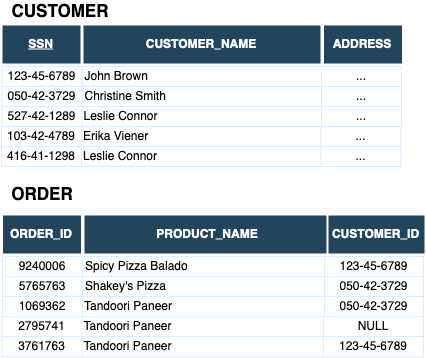 CUSTOMER
SSN CUSTOMER_NAME ADDRESS
123-45-6789 John Brown ...
050-42-3729 Christine Smith ...
527-42-1289 Leslie Connor ...
103-42-4789 Erika Viener ...
416-41-1298 Leslie Connor ...
ORDER
ORDER_ID PRODUCT_NAME CUSTOMER_ID
9240006 Spicy Pizza Balado 123-45-6789
5765763 Shakey's Pizza 050-42-3729
1069362 Tandoori Paneer 050-42-3729
2795741 Tandoori Paneer NULL
3761763 Tandoori Paneer 123-45-6789